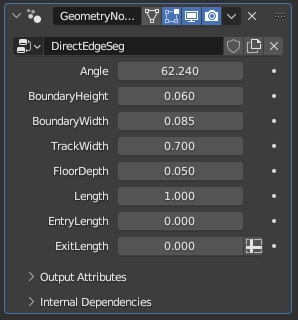 GeometryNo...
DirectEdgeSeg
Angle 62.240
BoundaryHeight 0.060
BoundaryWidth 0.085
TrackWidth 0.700
FloorDepth 0.050
Length 1.000
EntryLength 0.000
ExitLength 0.000
Output Attributes
Internal Dependencies